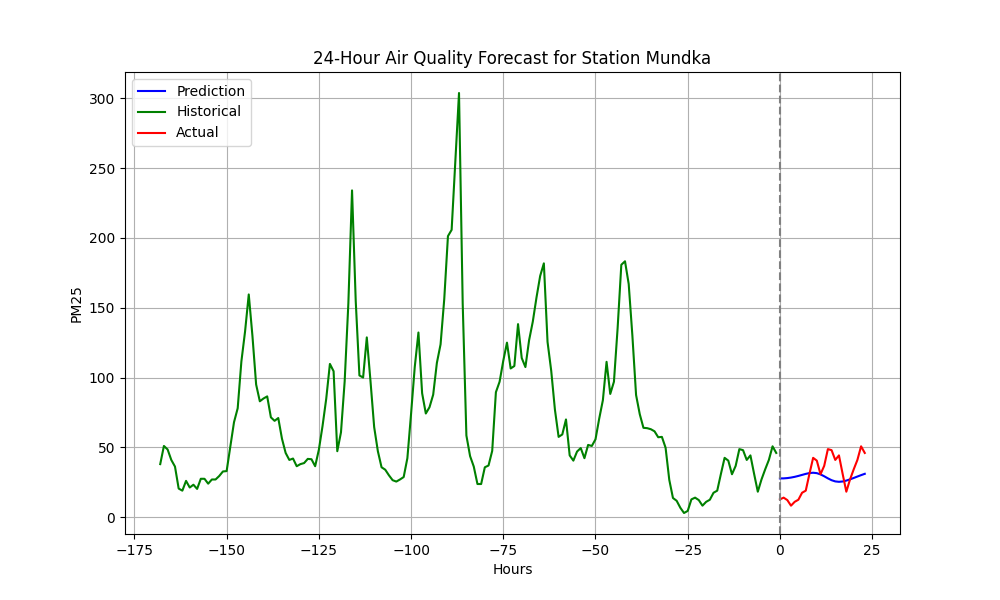 24-Hour Air Quality Forecast for Station Mundka
Prediction
Historical
Actual
300
250
200
150
100
50
0
PM25
−175
−150
−125
−100
−75
−50
−25
0
25
Hours